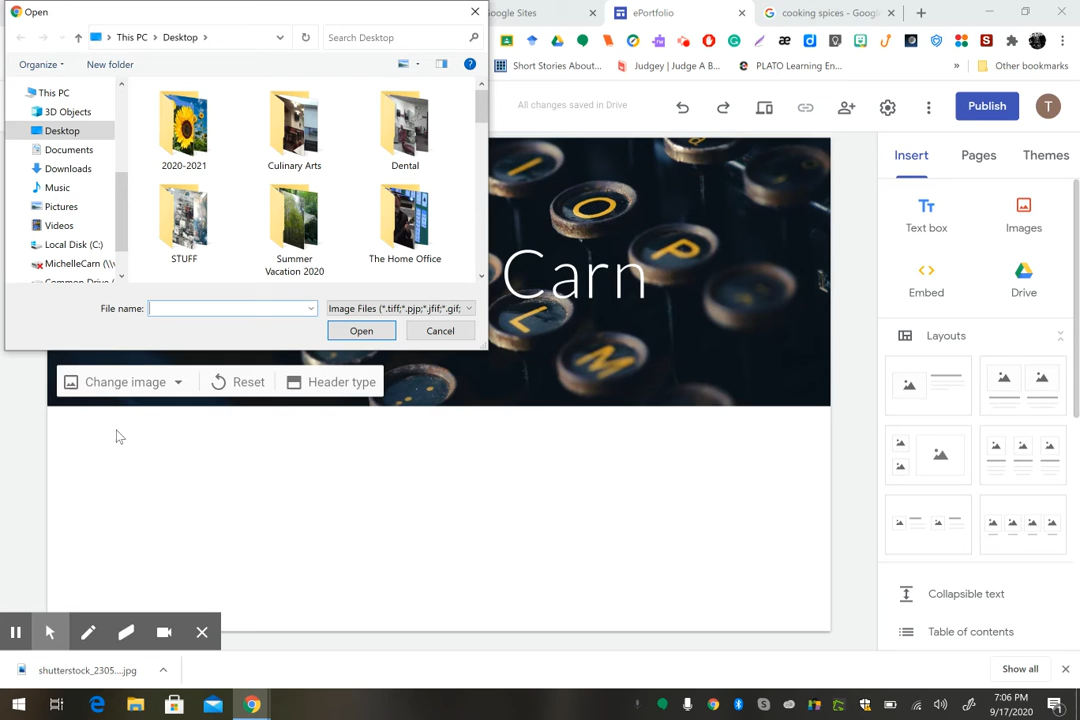 Open
oogle Sites
ePortfolio
cooking spices - Googl
This PC
Desktop
Search Desktop
Organize
New folder
Short Stories About...
Judgey | Judge A B...
PLATO Learning En...
»
Other bookmarks
This PC
3D Objects
Desktop
Documents
Downloads
Music
Pictures
Videos
Local Disk (C:)
MichelleCarn (\\
2020-2021
Culinary Arts
Dental
STUFF
Summer
Vacation 2020
The Home Office
All changes saved in Drive
Publish
T
File name:
Image Files (*.tiff;*.pjp;*.jfif;*.gif;
Open
Cancel
Carn
I
O
P
L
M
Change image
Reset
Header type
Insert
Pages
Themes
Tт
Text box
Images
Embed
Drive
Layouts
Collapsible text
Table of contents
shutterstock_2305....jpg
Show all
7:06 PM
9/17/2020